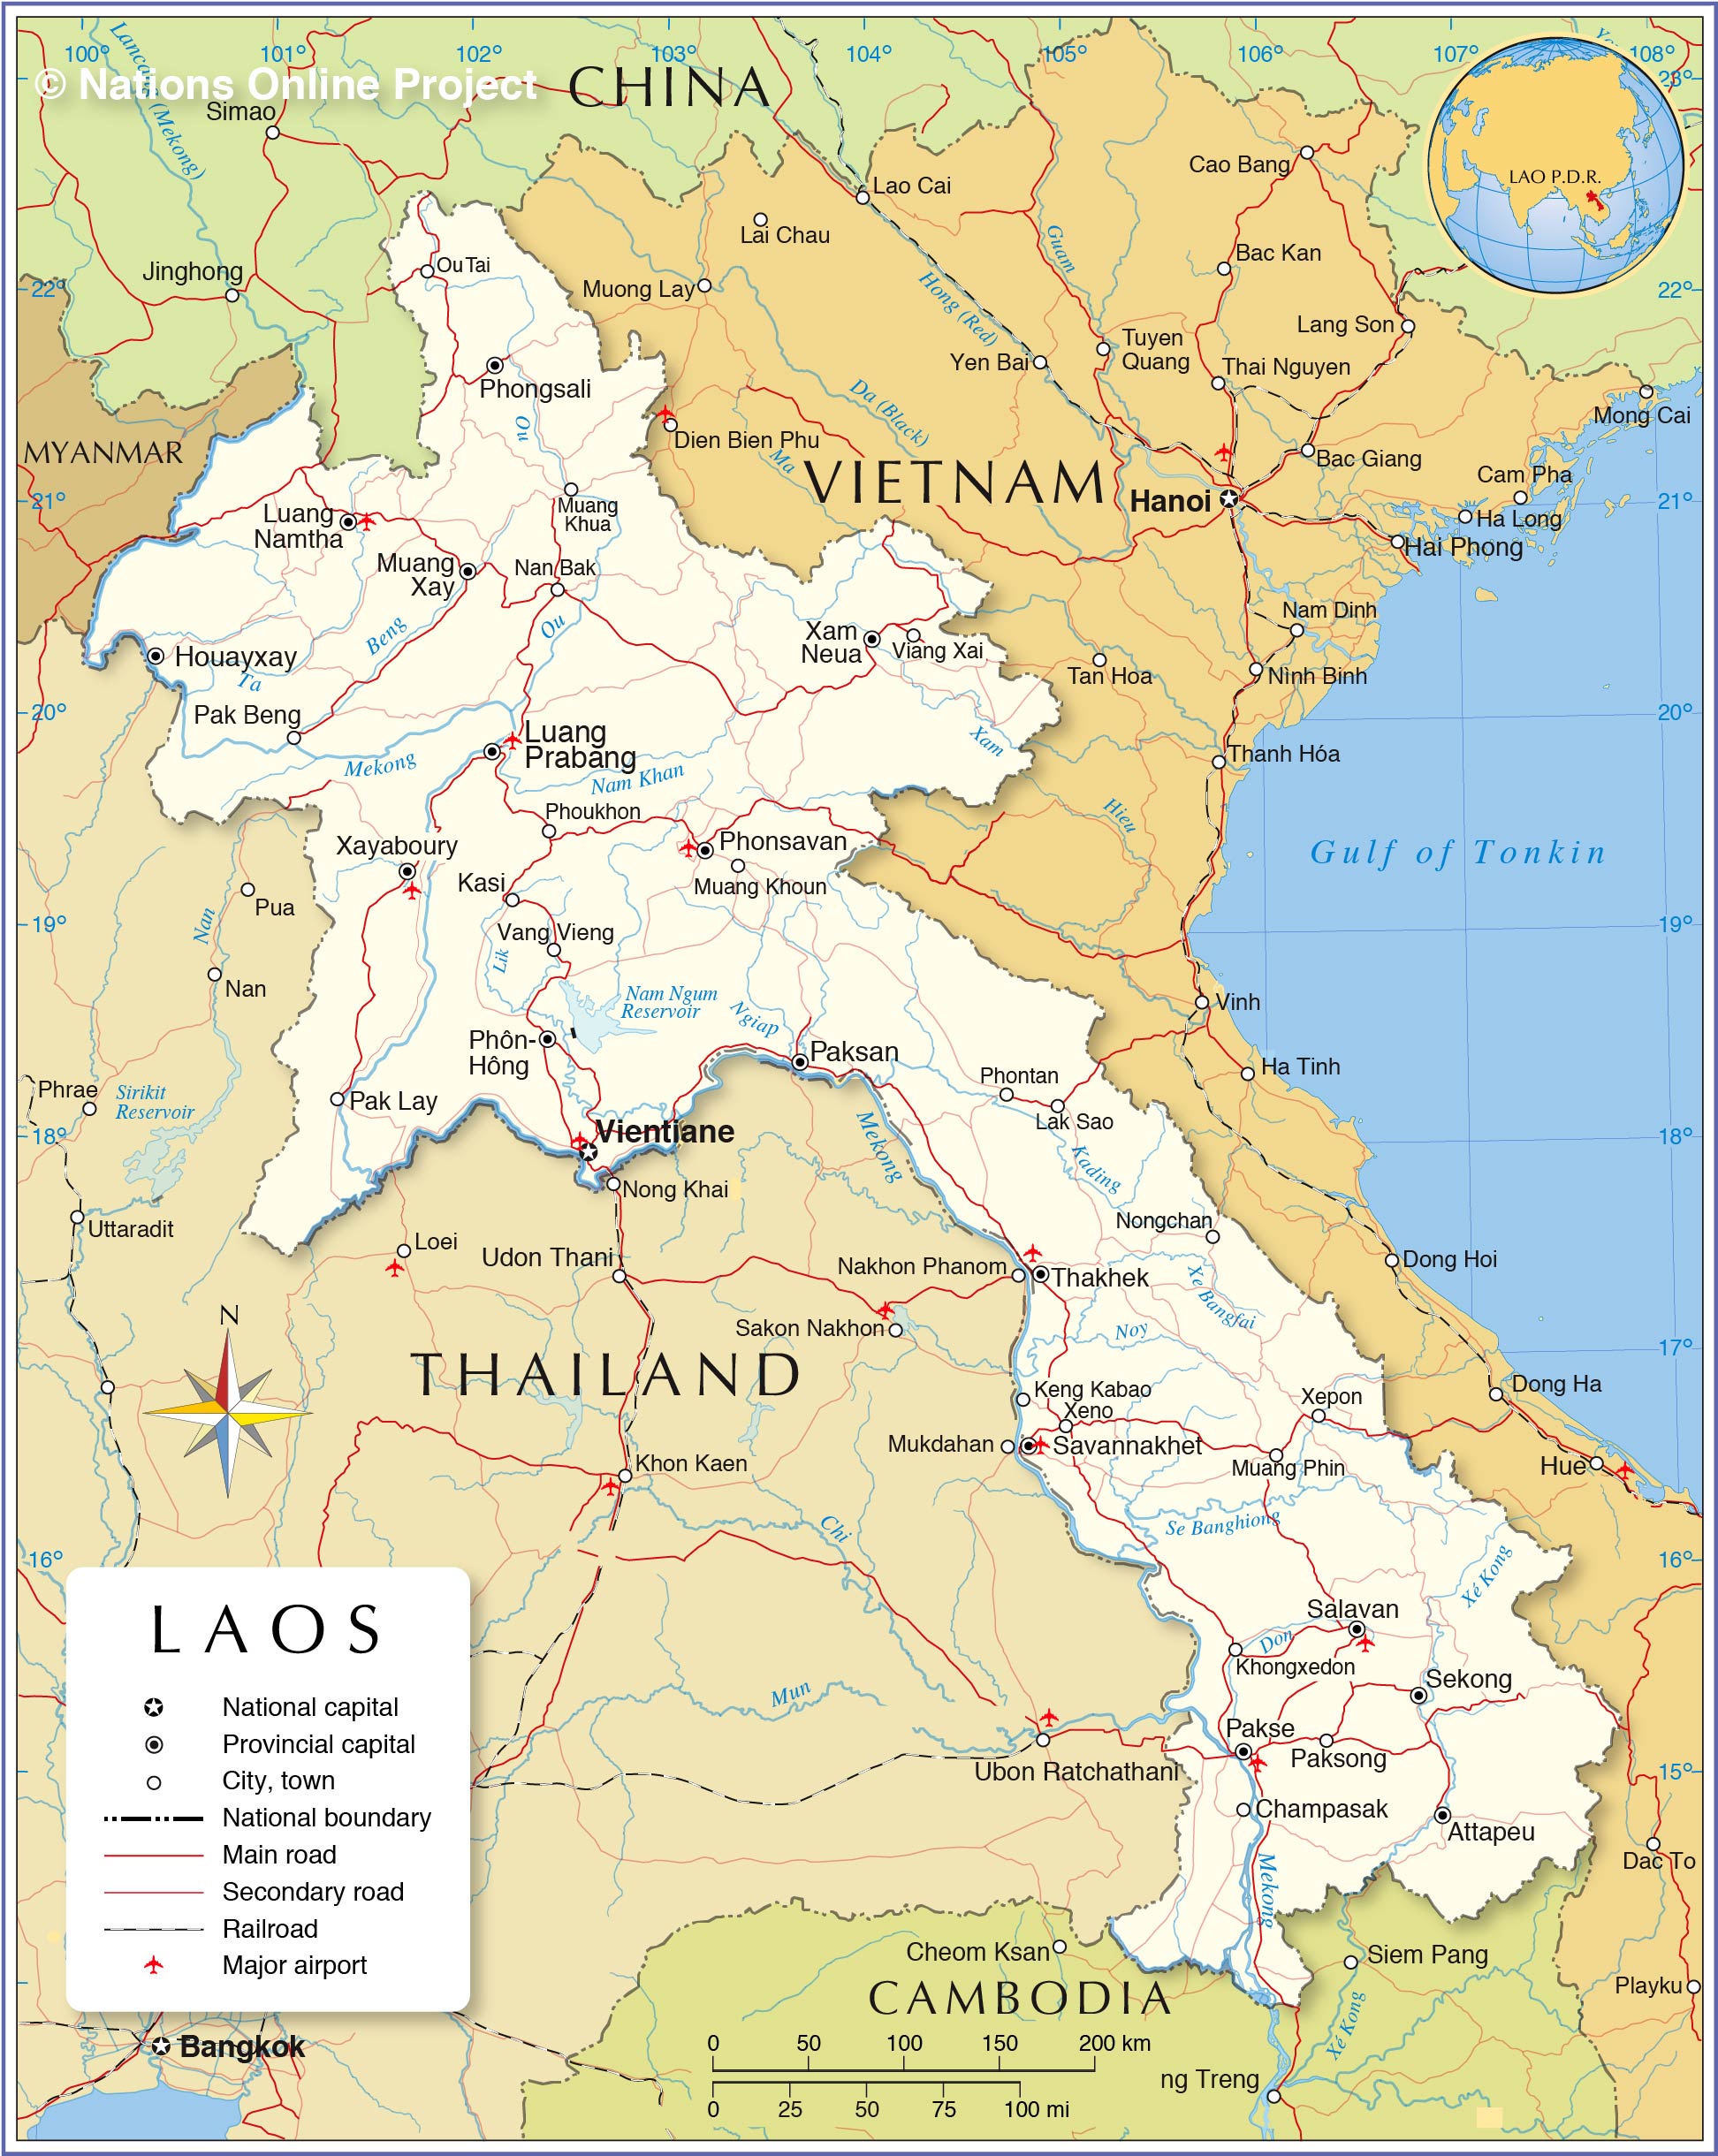 100°
101°
102°
103°
104°
105°
106°
107°
108°
© Nations Online Project
CHINA
23°
Lancang (Mekong)
Simao
Cao Bang
LAO P.D.R.
Lao Cai
Lai Chau
Guam
Bac Kan
Jinghong
Ou Tai
22°
Muong Lay
22°
Hong (Red)
Lang Son
Tuyen
Quang
Yen Bai
Thai Nguyen
Phongsali
Da (Black)
Mong Cai
Ou
MYANMAR
Dien Bien Phu
Ma
VIETNAM
Bac Giang
Cam Pha
21°
Hanoi
21°
Luang
Namtha
Muang
Khua
Ha Long
Hai Phong
Muang
Xay
Nan Bak
Nam Dinh
Beng
Ou
Xam
Neua
Viang Xai
Houayxay
Ta
Tan Hoa
Ninh Binh
20°
Pak Beng
20°
Luang
Prabang
Xam
Mekong
Nam Khan
Thanh Hóa
Phoukhon
Hieu
Xayaboury
Phonsavan
Gulf of Tonkin
Kasi
Muang Khoun
Pua
19°
Nan
Vang Vieng
19°
Lik
Nan
Nam Ngum
Reservoir
Ngiap
Vinh
Phôn-
Hông
Paksan
Ha Tinh
Phrae
Sirikit
Reservoir
Pak Lay
Phontan
Lak Sao
18°
Vientiane
Mekong
18°
Kading
Nong Khai
Uttaradit
Nongchan
Loei
Udon Thani
Nakhon Phanom
Thakhek
Dong Hoi
Xe Bangfai
N
Sakon Nakhon
Noy
17°
THAILAND
Keng Kabao
Xeno
Xepon
Dong Ha
Mukdahan
Savannakhet
Khon Kaen
Muang Phin
Hue
Chi
Se Banghiong
16°
16°
Xé Kong
LAOS
Salavan
Don
Khongxedon
Sekong
Mun
National capital
Provincial capital
City, town
National boundary
Main road
Secondary road
Railroad
Major airport
Pakse
Paksong
Ubon Ratchathani
15°
Champasak
Attapeu
Dac To
Mekong
Cheom Ksan
Siem Pang
CAMBODIA
Playku
Xé Kong
Bangkok
0 50 100 150 200 km
0 25 50 75 100 mi
ng Treng